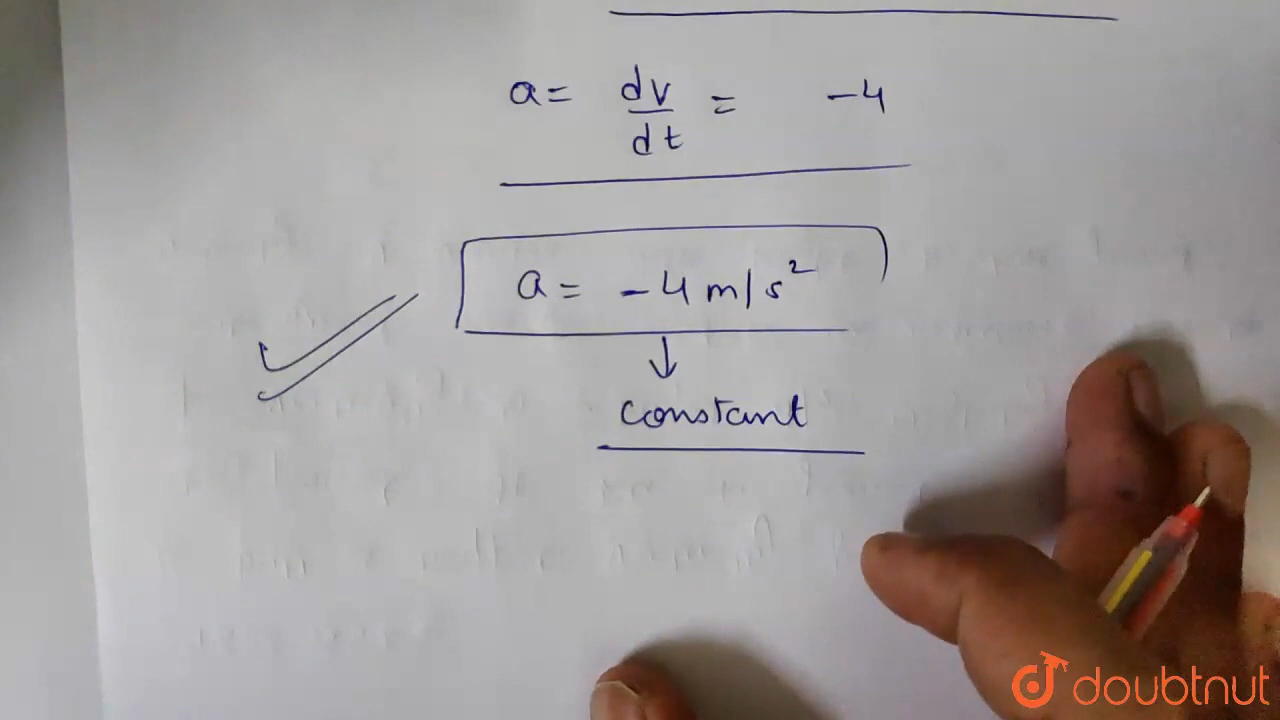 a = dv/dt = -4
a = -4 m/s²
↓
constant
doubtnut